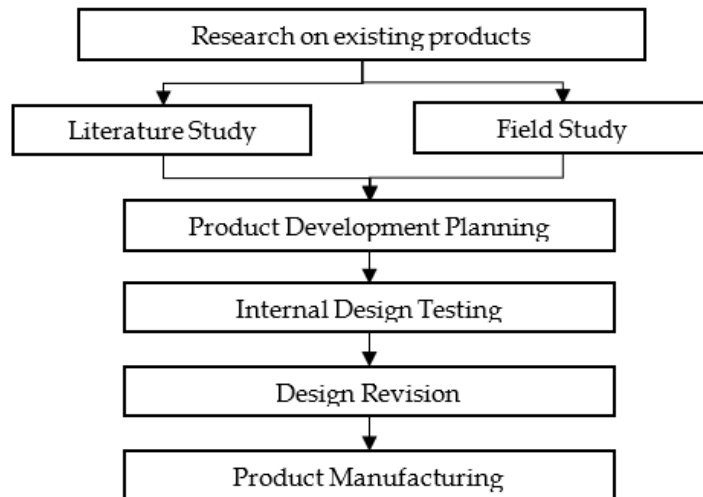 Research on existing products
Literature Study
Field Study
Product Development Planning
Internal Design Testing
Design Revision
Product Manufacturing